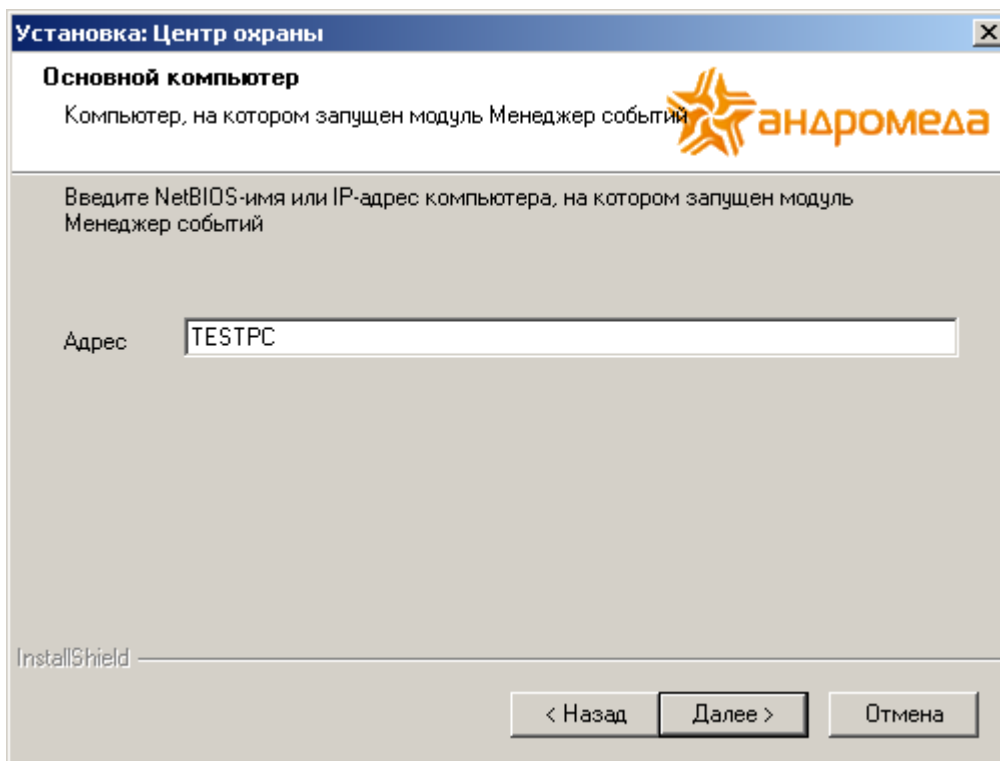 Установка: Центр охраны
Основной компьютер
Компьютер, на котором запущен модуль Менеджер событий
андромеда
Введите NetBIOS-имя или IP-адрес компьютера, на котором запущен модуль
Менеджер событий
Адрес
TESTPC
InstallShield
< Назад
Далее >
Отмена